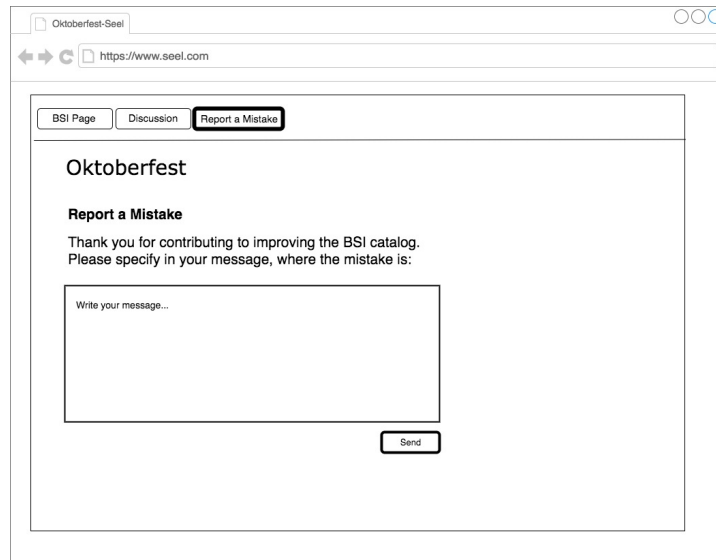 Oktoberfest-Seel
https://www.seel.com
BSI Page Discussion Report a Mistake
Oktoberfest
Report a Mistake
Thank you for contributing to improving the BSI catalog.
Please specify in your message, where the mistake is:
Write your message...
Send